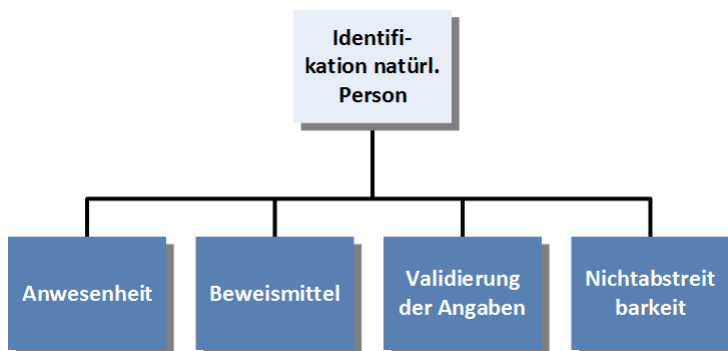 Identifi-
kation natürl.
Person
Anwesenheit
Beweismittel
Validierung
der Angaben
Nichtabstreit
barkeit